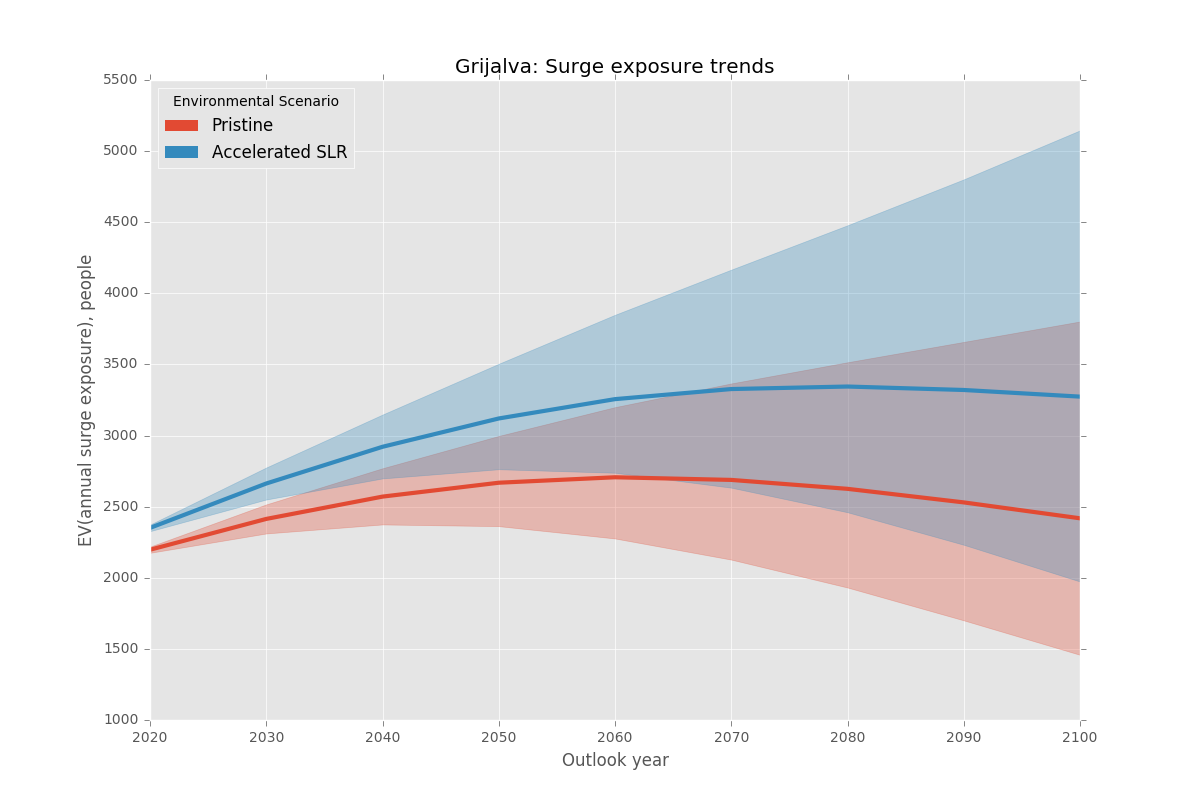 Grijalva: Surge exposure trends
Environmental Scenario
Pristine
Accelerated SLR
EV(annual surge exposure), people
5500
5000
4500
4000
3500
3000
2500
2000
1500
1000
2020 2030 2040 2050 2060 2070 2080 2090 2100
Outlook year